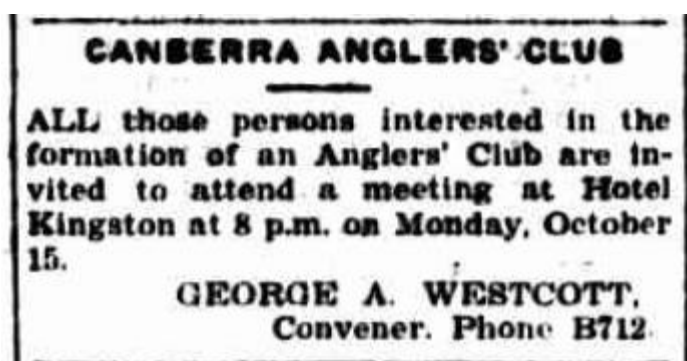 CANBERRA ANGLERS' CLUB
ALL those persons interested in the
formation of an Anglers' Club are in-
vited to attend a meeting at Hotel
Kingston at 8 p.m. on Monday, October
15.
GEORGE A. WESTCOTT,
Convener. Phone B712